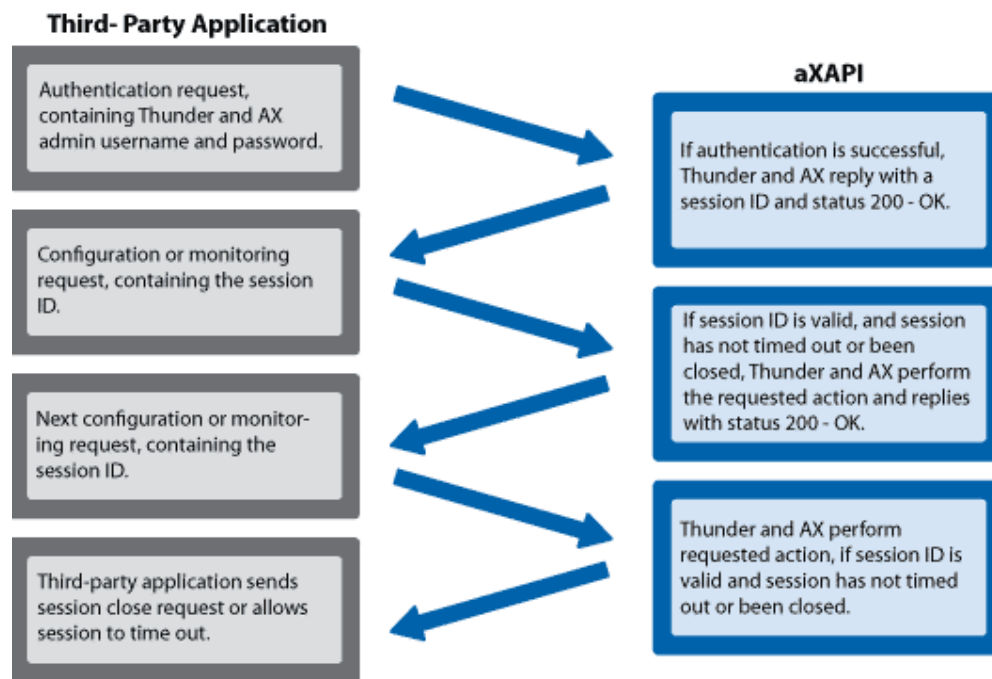 Third- Party Application
Authentication request,
containing Thunder and AX
admin username and password.
Configuration or monitoring
request, containing the session
ID.
Next configuration or monitor-
ing request, containing the
session ID.
Third-party application sends
session close request or allows
session to time out.
aXAPI
If authentication is successful,
Thunder and AX reply with a
session ID and status 200 - OK.
If session ID is valid, and session
has not timed out or been
closed, Thunder and AX perform
the requested action and replies
with status 200 - OK.
Thunder and AX perform
requested action, if session ID is
valid and session has not timed
out or been closed.